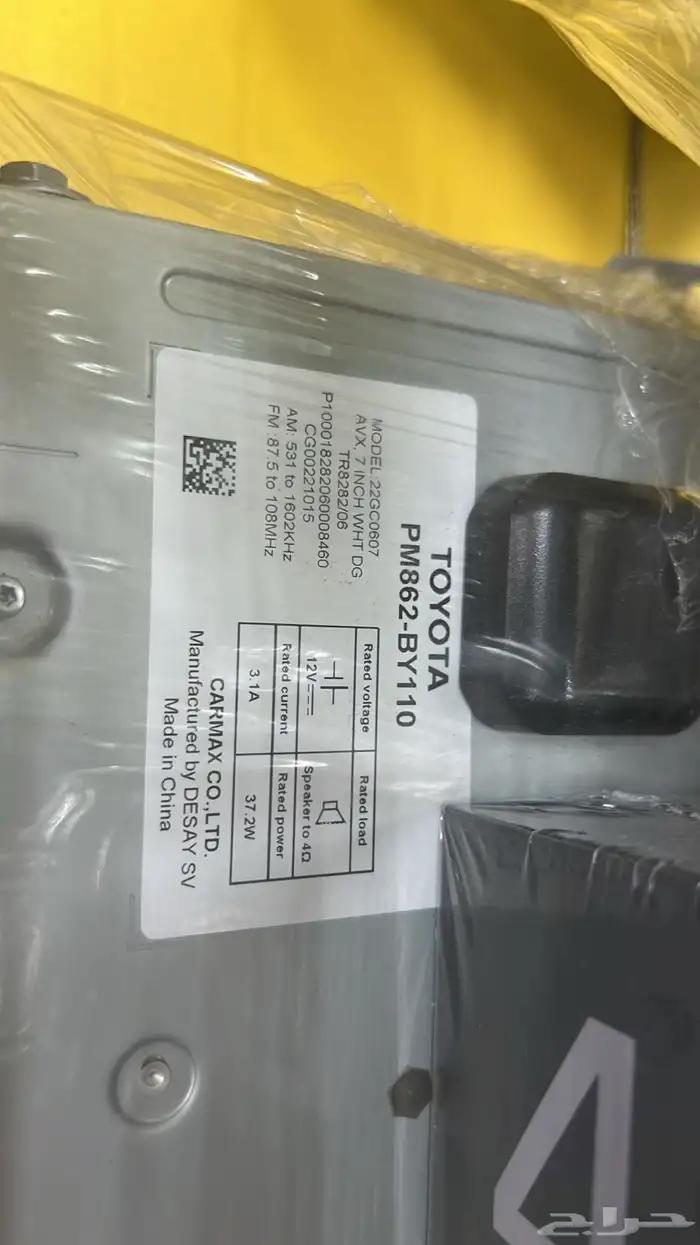 TOYOTA
PM862-BY110
MODEL 22GC0607
AVX, 7 INCH WHT DG
TR8282/06
P1000182820600008460
CG00221015
AM: 531 to 1602KHz
FM :87.5 to 108MHz
Rated voltage Rated load
12V Speaker to 4Ω
Rated current Rated power
3.1A 37.2W
CARMAX CO.,LTD.
Manufactured by DESAY SV
Made in China
حراج